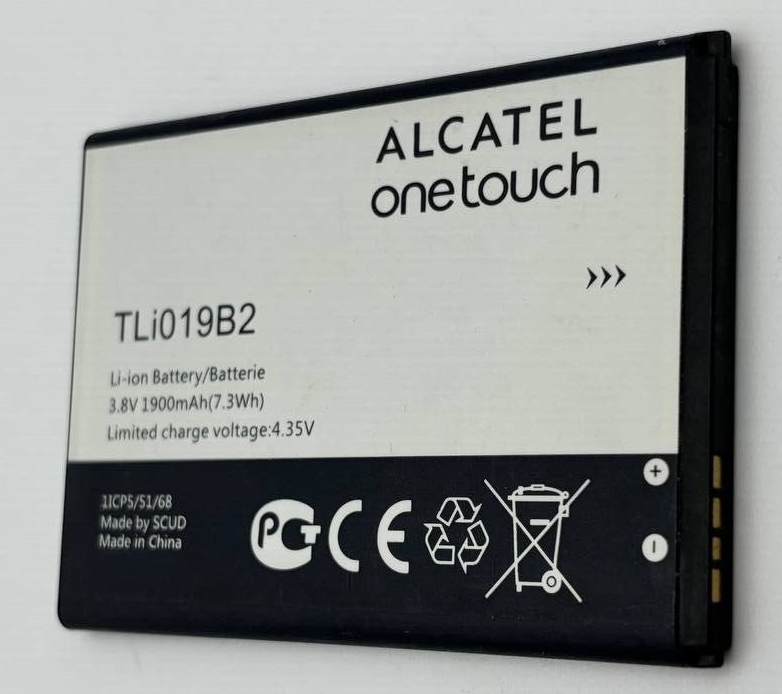 ALCATEL
onetouch
TLi019B2
Li-ion Battery/Batterie
3.8V 1900mAh(7.3Wh)
Limited charge voltage:4.35V
1ICP5/51/68
Made by SCUD
Made in China